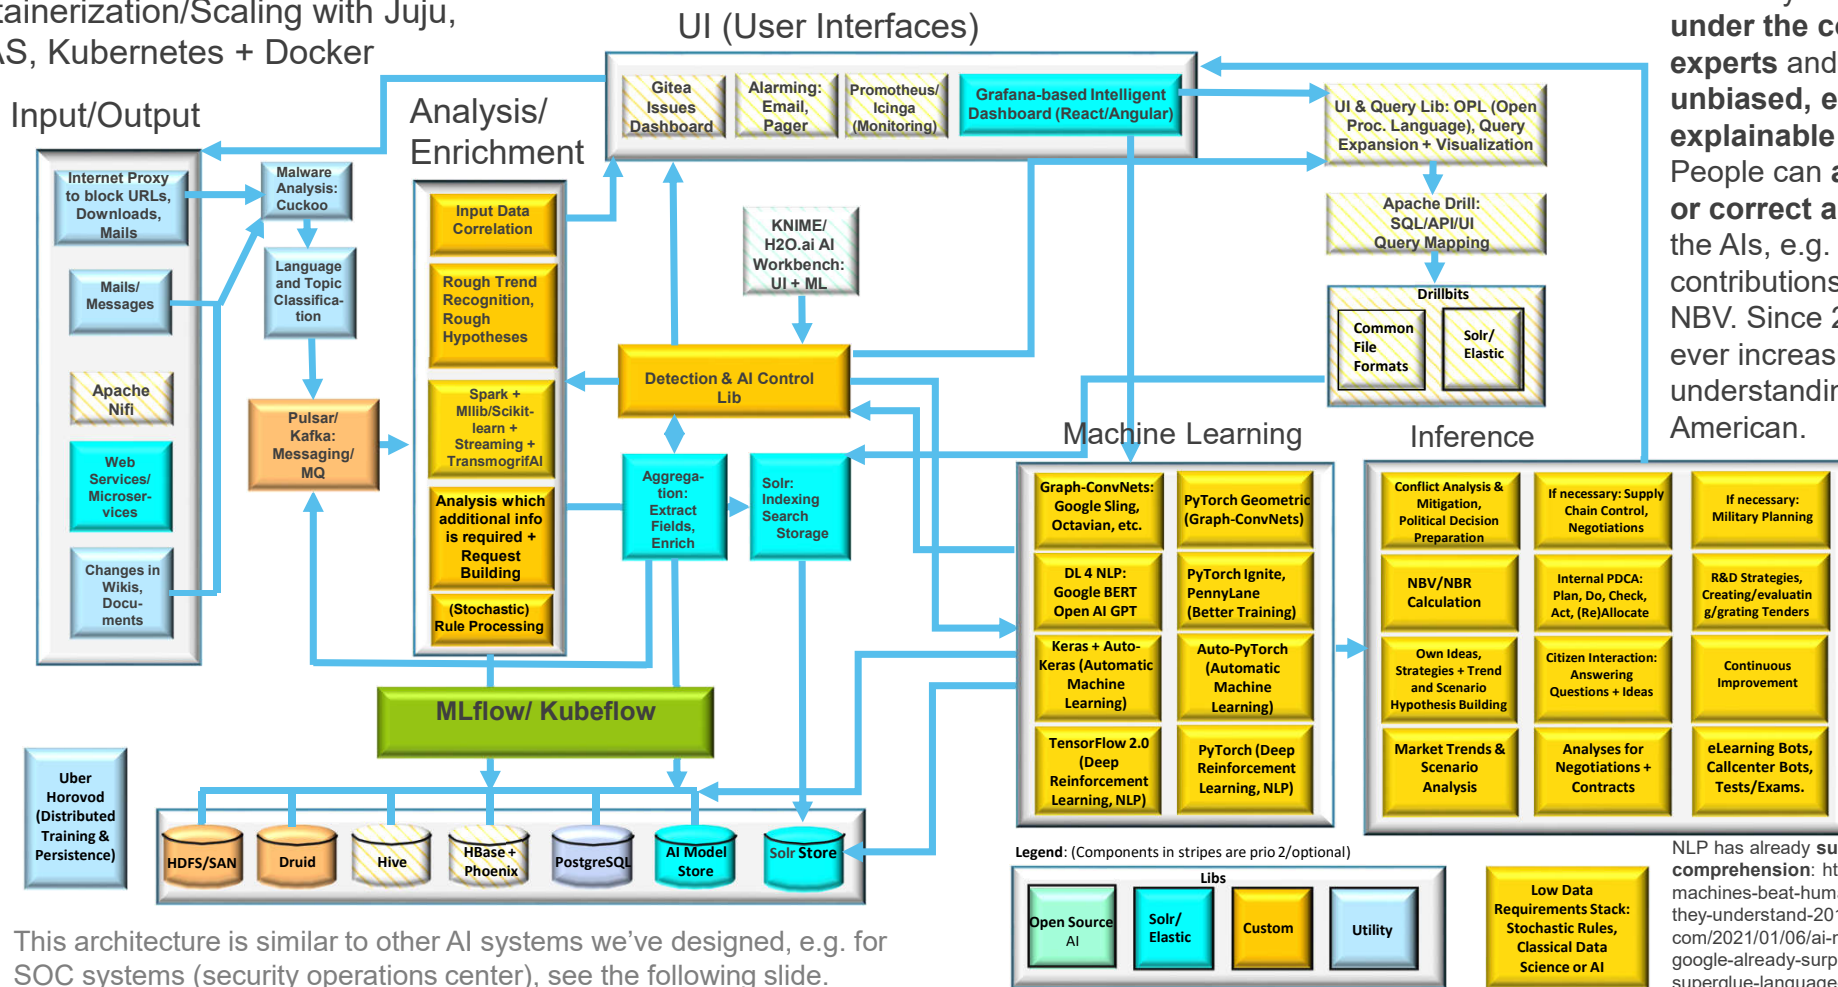 tainerization/Scaling with Juju,
AS, Kubernetes + Docker
UI (User Interfaces)
Gitea
Issues
Dashboard
Alarming:
Email,
Pager
Promotheus/
Icinga
(Monitoring)
Grafana-based Intelligent
Dashboard (React/Angular)
UI & Query Lib: OPL (Open
Proc. Language), Query
Expansion + Visualization
Apache Drill:
SQL/API/UI
Query Mapping
Drillbits
Common
File
Formats
Solr/
Elastic
under the co
experts and
unbiased, e
explainable
People can a
or correct a
the AIs, e.g.
contributions
NBV. Since 2
ever increas
understandin
American.
Input/Output
Internet Proxy
to block URLs,
Downloads,
Mails
Mails/
Messages
Apache
Nifi
Web
Services/
Microser-
vices
Changes in
Wikis,
Docu-
ments
Malware
Analysis:
Cuckoo
Language
and Topic
Classifica-
tion
Pulsar/
Kafka:
Messaging/
MQ
Analysis/
Enrichment
Input Data
Correlation
Rough Trend
Recognition,
Rough
Hypotheses
Spark +
Mllib/Scikit-
learn +
Streaming +
TransmogrifAI
Analysis which
additional info
is required +
Request
Building
(Stochastic)
Rule Processing
KNIME/
H2O.ai AI
Workbench:
UI + ML
Detection & AI Control
Lib
Aggrega-
tion:
Extract
Fields,
Enrich
Solr:
Indexing
Search
Storage
Machine Learning
Graph-ConvNets:
Google Sling,
Octavian, etc.
PyTorch Geometric
(Graph-ConvNets)
DL 4 NLP:
Google BERT
Open AI GPT
PyTorch Ignite,
PennyLane
(Better Training)
Keras + Auto-
Keras (Automatic
Machine
Learning)
Auto-PyTorch
(Automatic
Machine
Learning)
TensorFlow 2.0
(Deep
Reinforcement
Learning, NLP)
PyTorch (Deep
Reinforcement
Learning, NLP)
Inference
Conflict Analysis &
Mitigation,
Political Decision
Preparation
If necessary: Supply
Chain Control,
Negotiations
If necessary:
Military Planning
NBV/NBR
Calculation
Internal PDCA:
Plan, Do, Check,
Act, (Re)Allocate
R&D Strategies,
Creating/evaluatin
g/grating Tenders
Own Ideas,
Strategies + Trend
and Scenario
Hypothesis Building
Citizen Interaction:
Answering
Questions + Ideas
Continuous
Improvement
Market Trends &
Scenario
Analysis
Analyses for
Negotiations +
Contracts
eLearning Bots,
Callcenter Bots,
Tests/Exams.
MLflow/ Kubeflow
Uber
Horovod
(Distributed
Training &
Persistence)
HDFS/SAN
Druid
Hive
HBase +
Phoenix
PostgreSQL
AI Model
Store
Solr Store
This architecture is similar to other AI systems we've designed, e.g. for
SOC systems (security operations center), see the following slide.
Legend: (Components in stripes are prio 2/optional)
Libs
Open Source
AI
Solr/
Elastic
Custom
Utility
Low Data
Requirements Stack:
Stochastic Rules,
Classical Data
Science or AI
NLP has already su
comprehension: ht
machines-beat-hum
they-understand-201
com/2021/01/06/ai-r
google-already-surp
superglue-language